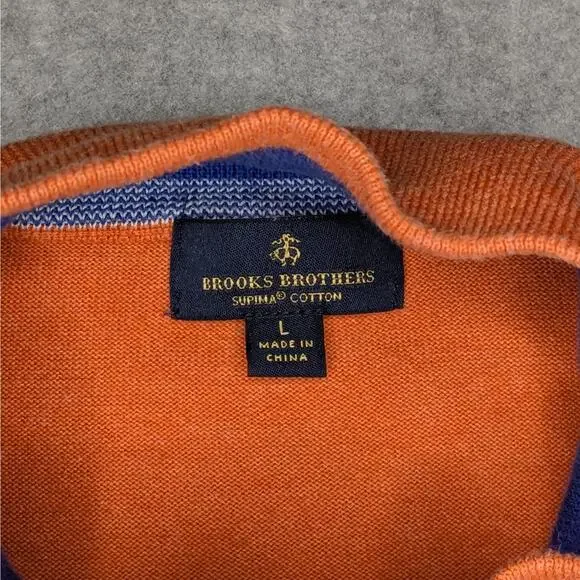 BROOKS BROTHERS
SUPIMA® COTTON
L
MADE IN
CHINA